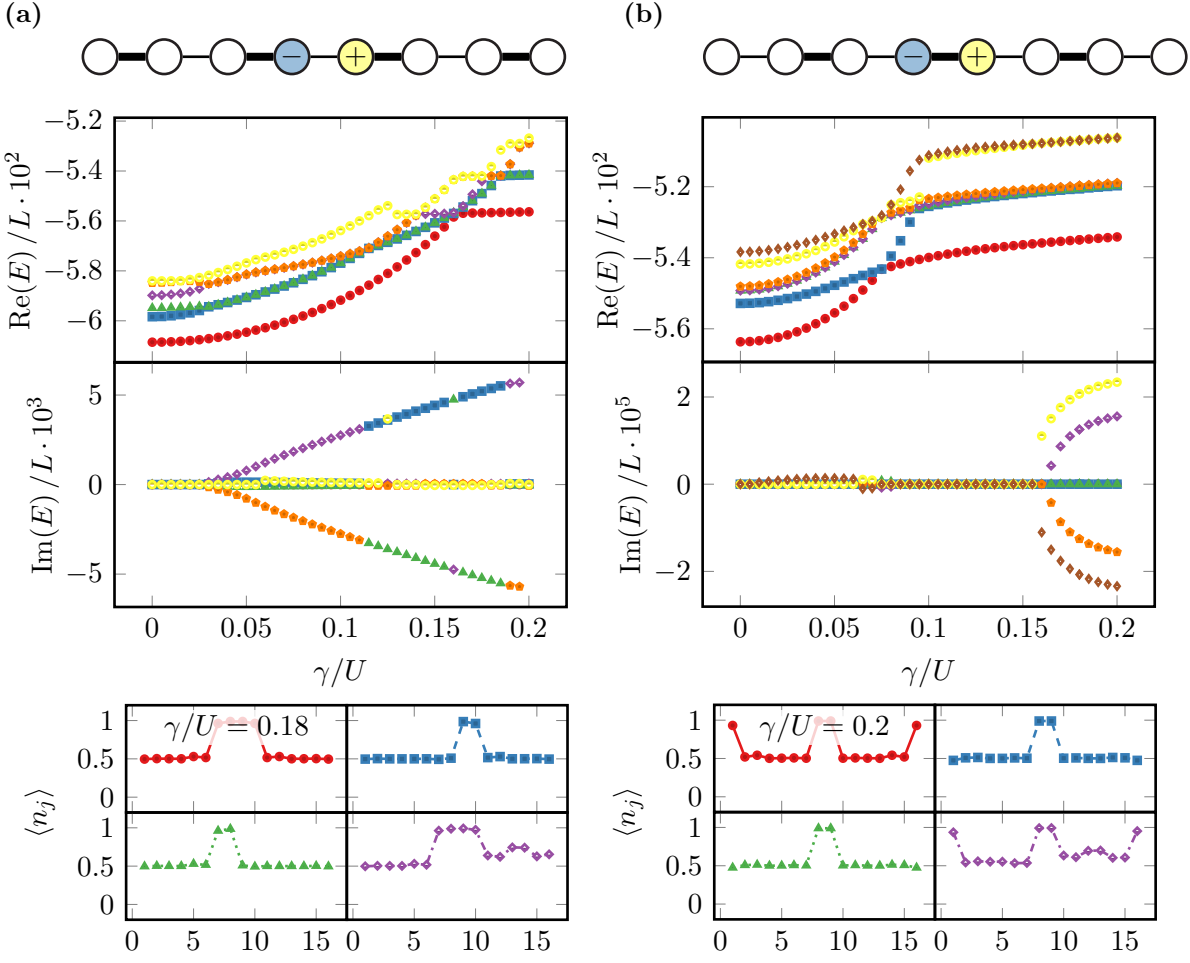 (a)
(b)
− +
− +
Re(E)/L · 10²
−5.2
−5.4
−5.6
−5.8
−6
Re(E)/L · 10²
−5.2
−5.4
−5.6
Im(E)/L · 10³
5
0
−5
Im(E)/L · 10⁵
2
0
−2
0 0.05 0.1 0.15 0.2
0 0.05 0.1 0.15 0.2
γ/U
γ/U
⟨n_j⟩
1
0.5
0
γ/U = 0.18
1
0.5
0
0 5 10 15
0 5 10 15
⟨n_j⟩
1
0.5
0
γ/U = 0.2
1
0.5
0
0 5 10 15
0 5 10 15